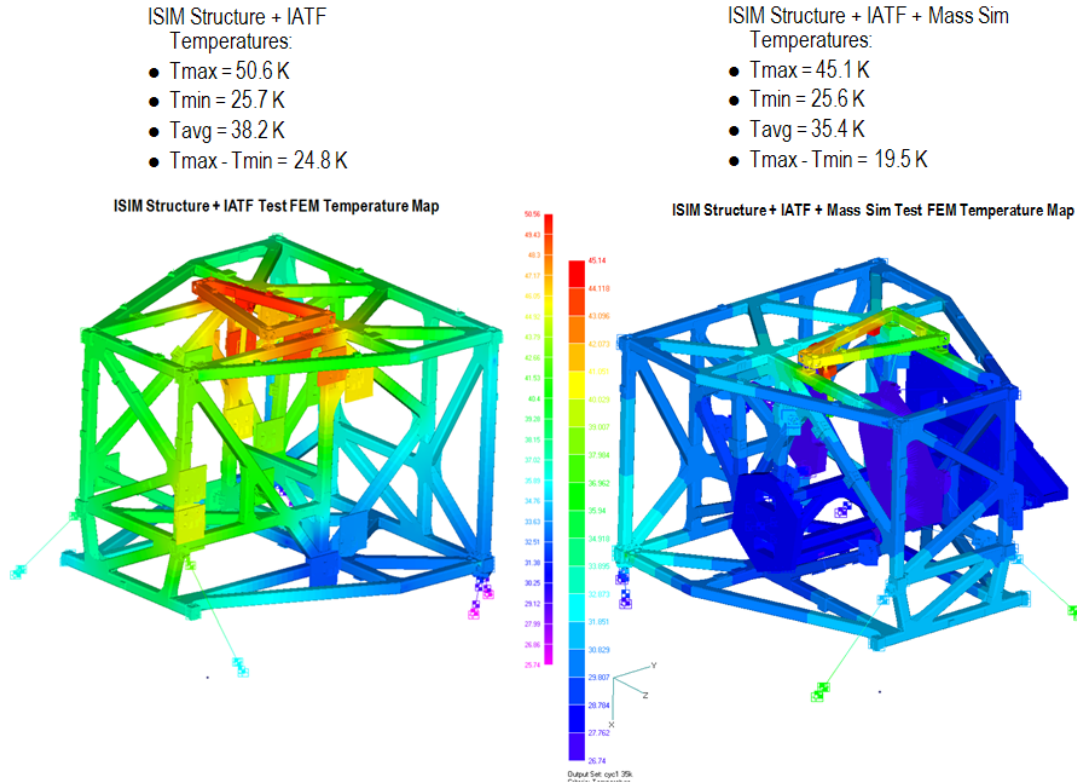 ISIM Structure + IATF
Temperatures:
● Tmax = 50.6 K
● Tmin = 25.7 K
● Tavg = 38.2 K
● Tmax - Tmin = 24.8 K
ISIM Structure + IATF + Mass Sim
Temperatures:
● Tmax = 45.1 K
● Tmin = 25.6 K
● Tavg = 35.4 K
● Tmax - Tmin = 19.5 K
ISIM Structure + IATF Test FEM Temperature Map
50.56
49.43
48.3
47.17
42.66
41.53
40.4
39.28
38.15
37.02
34.76
33.63
32.51
31.38
30.25
29.12
27.99
26.86
25.74
ISIM Structure + IATF + Mass Sim Test FEM Temperature Map
45.14
44.118
43.096
42.073
40.029
39.007
37.984
36.962
35.94
34.918
33.895
32.873
31.851
30.829
29.807
28.784
27.762
26.74
Y
Z
X
Output Set: cyc1 35k